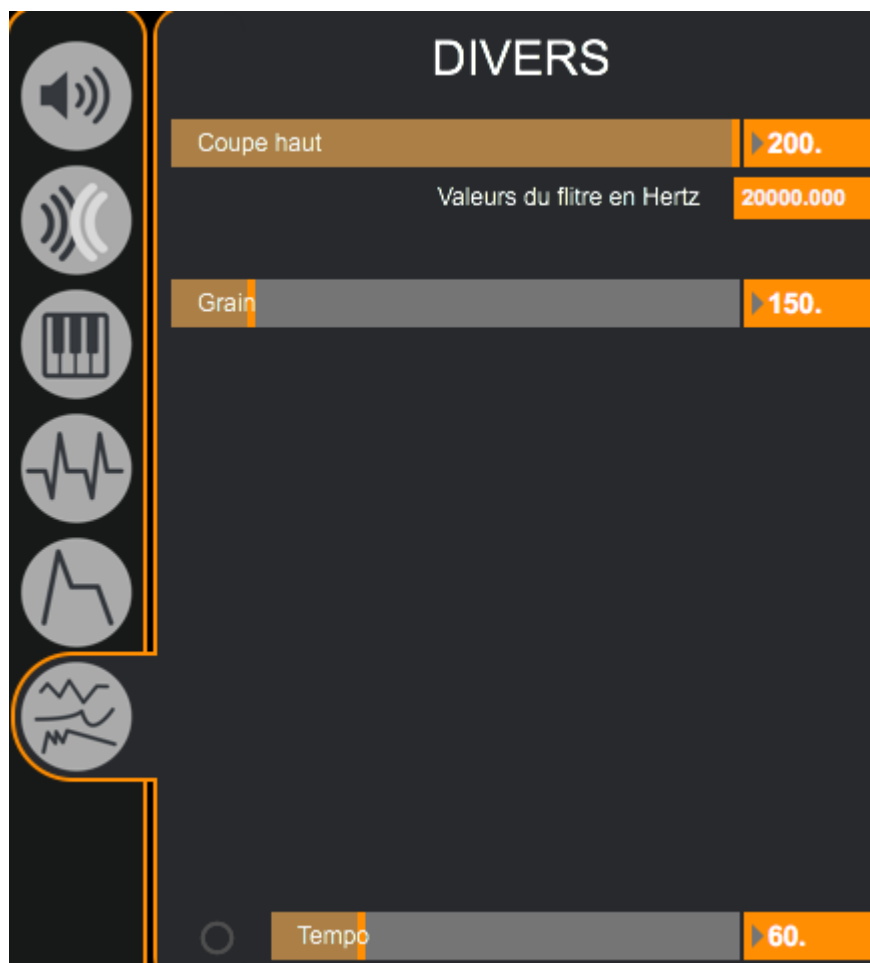 DIVERS
Coupe haut 200.
Valeurs du flitre en Hertz 20000.000
Grain 150.
Tempo 60.